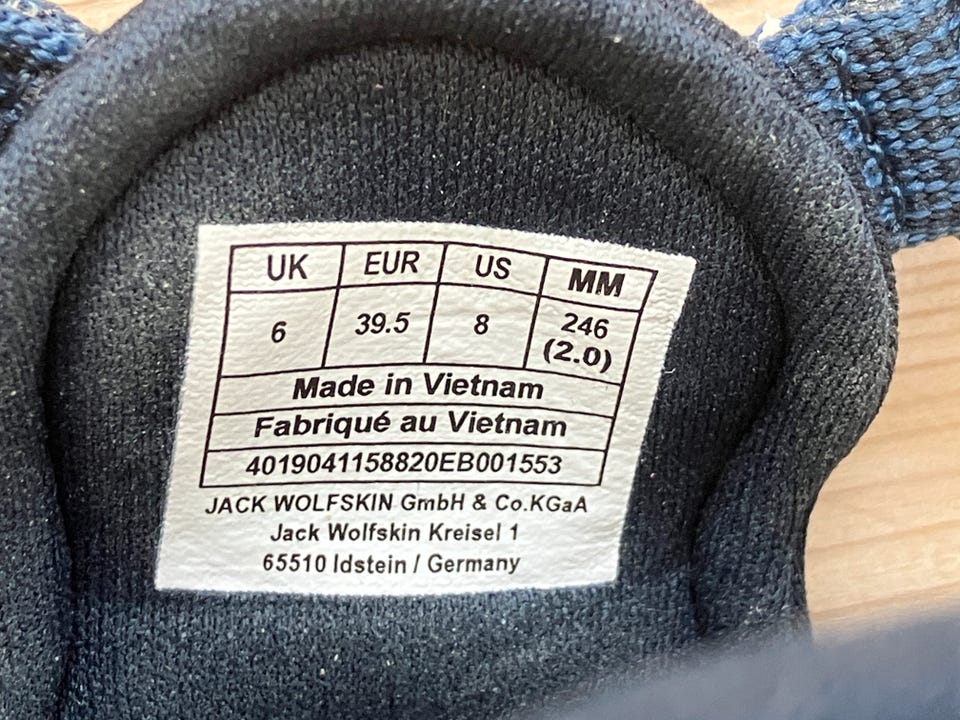 UK EUR US MM
6 39.5 8 246
(2.0)
Made in Vietnam
Fabriqué au Vietnam
4019041158820EB001553
JACK WOLFSKIN GmbH & Co.KGaA
Jack Wolfskin Kreisel 1
65510 Idstein / Germany